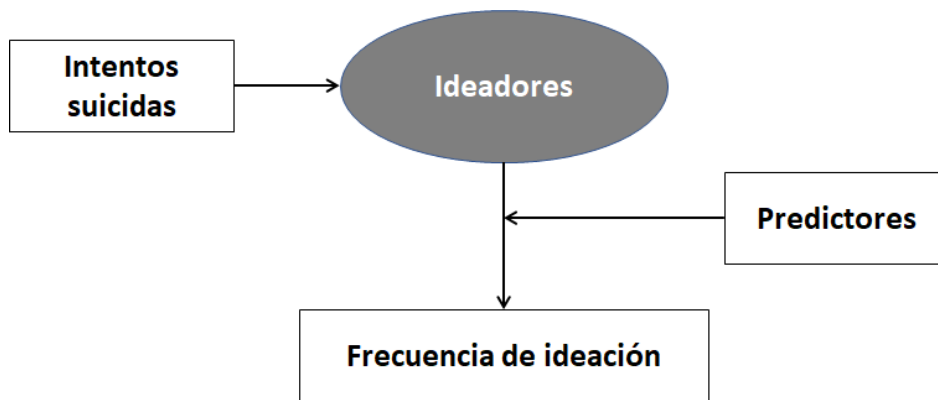 Intentos
suicidas
Ideadores
Predictores
Frecuencia de ideación